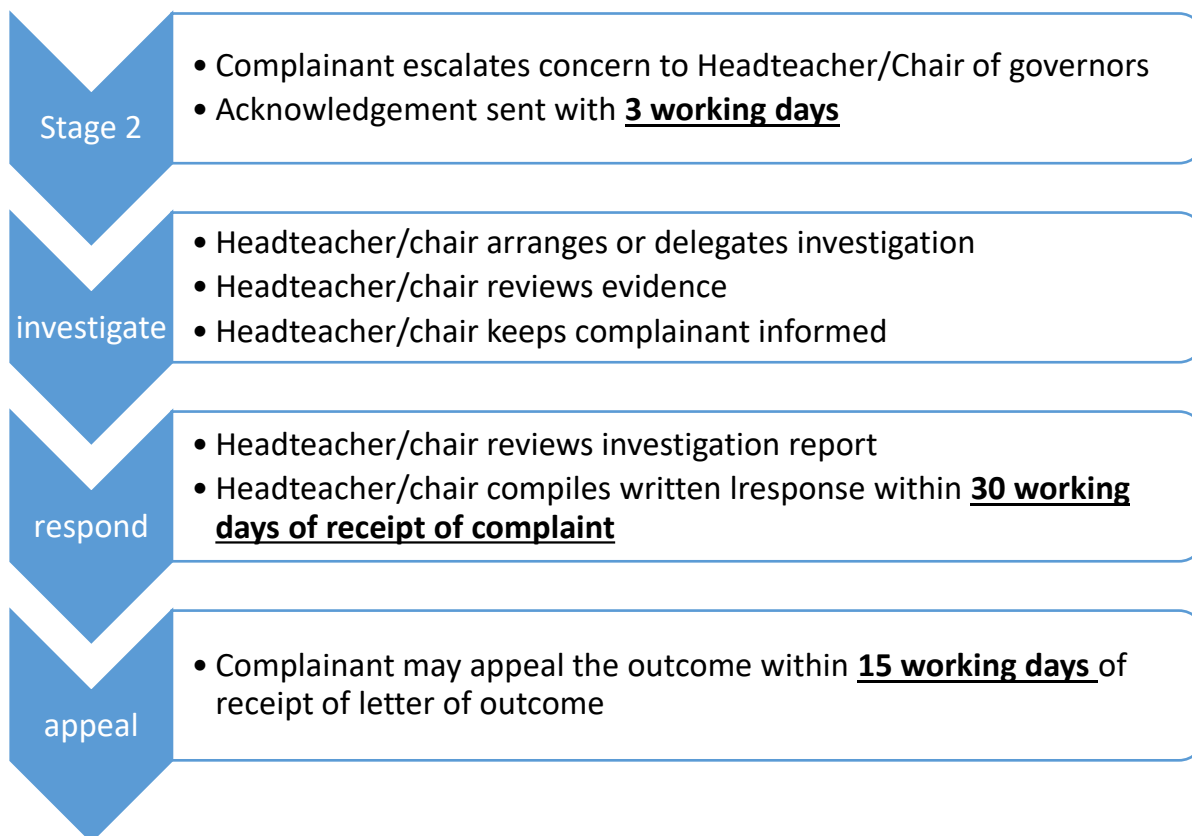 Stage 2
• Complainant escalates concern to Headteacher/Chair of governors
• Acknowledgement sent with 3 working days
investigate
• Headteacher/chair arranges or delegates investigation
• Headteacher/chair reviews evidence
• Headteacher/chair keeps complainant informed
respond
• Headteacher/chair reviews investigation report
• Headteacher/chair compiles written lresponse within 30 working
days of receipt of complaint
appeal
• Complainant may appeal the outcome within 15 working days of
receipt of letter of outcome